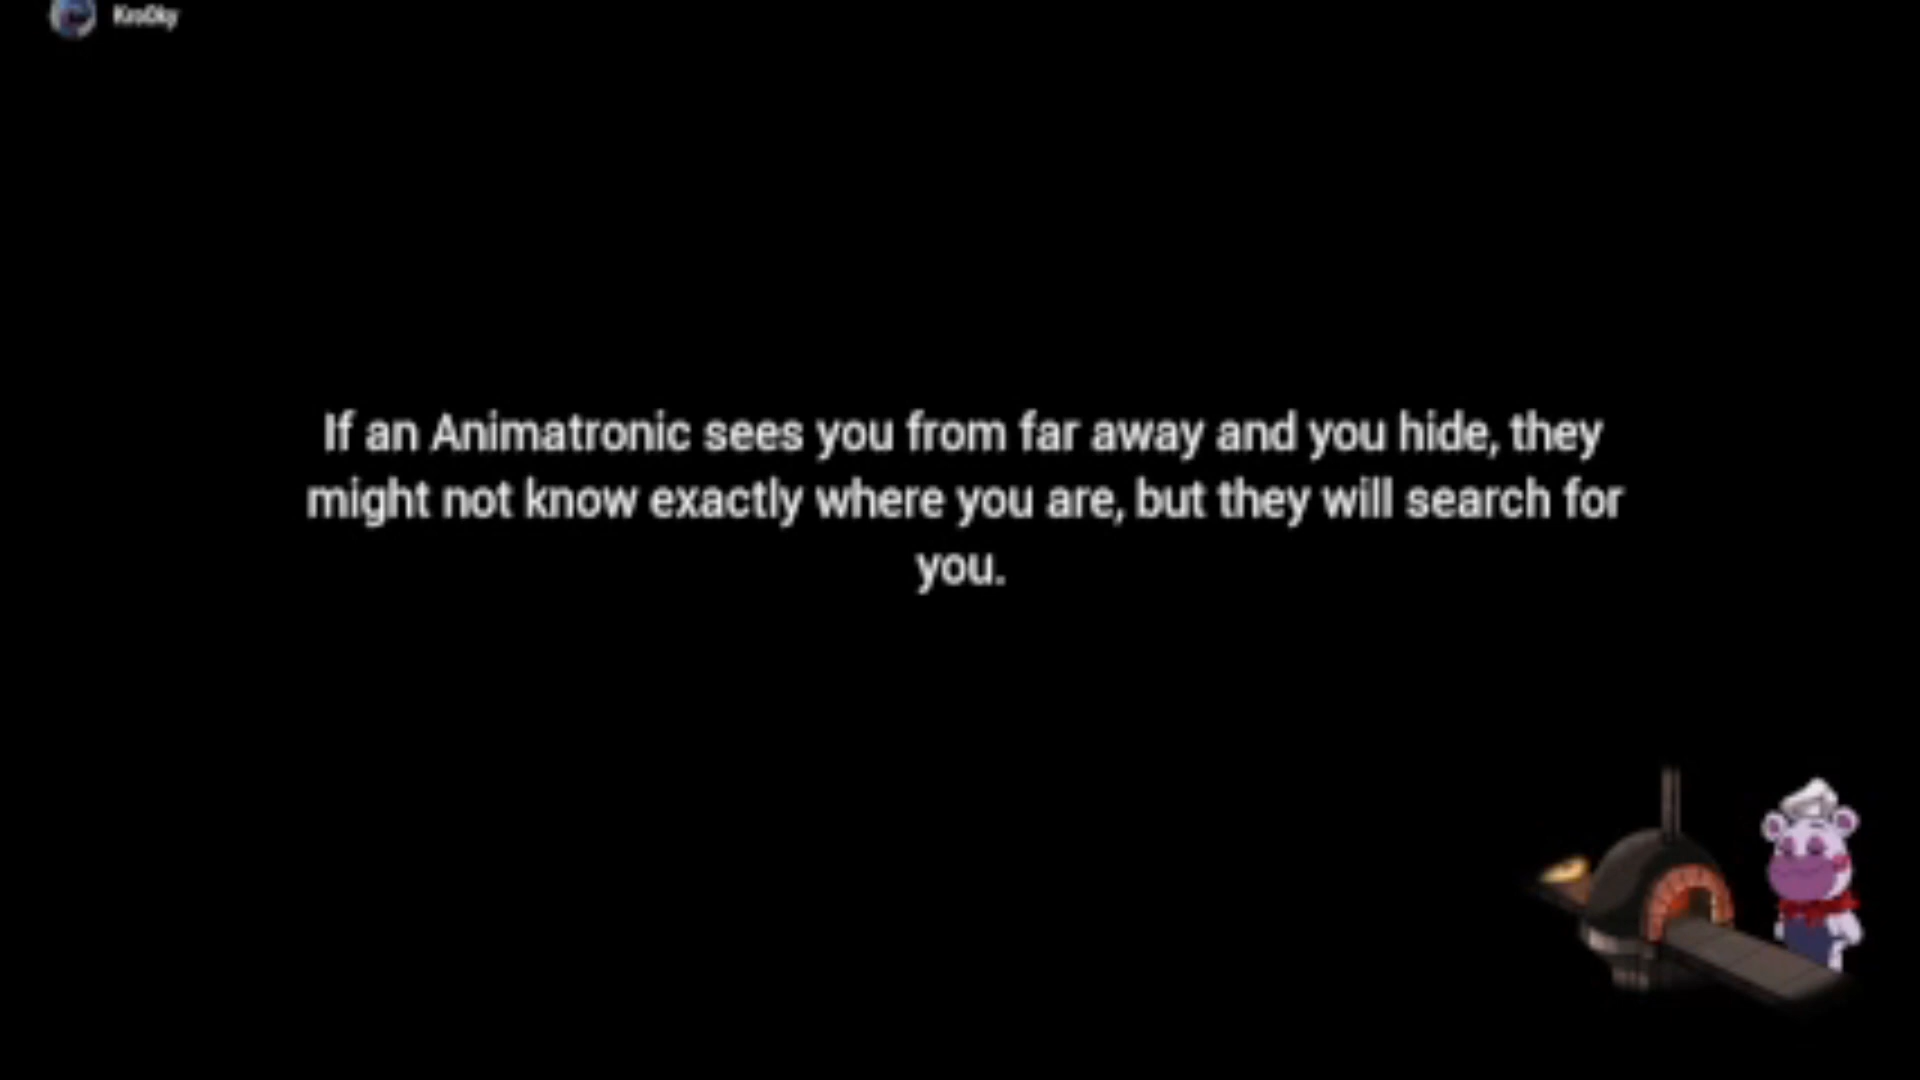 If an Animatronic sees you from far away and you hide, they
might not know exactly where you are, but they will search for
you.